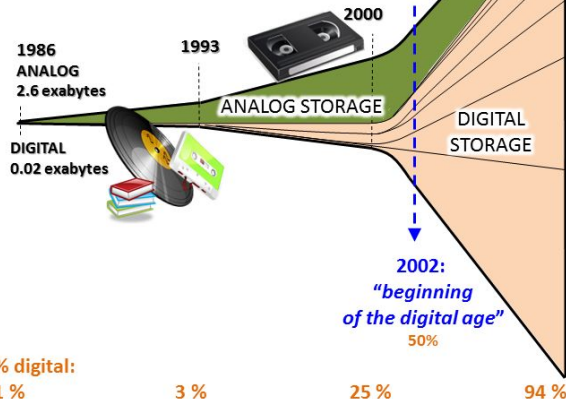 1986
ANALOG
2.6 exabytes
1993
2000
ANALOG STORAGE
DIGITAL
0.02 exabytes
DIGITAL
STORAGE
2002:
“beginning
of the digital age”
50%
% digital:
1 % 3 % 25 % 94 %